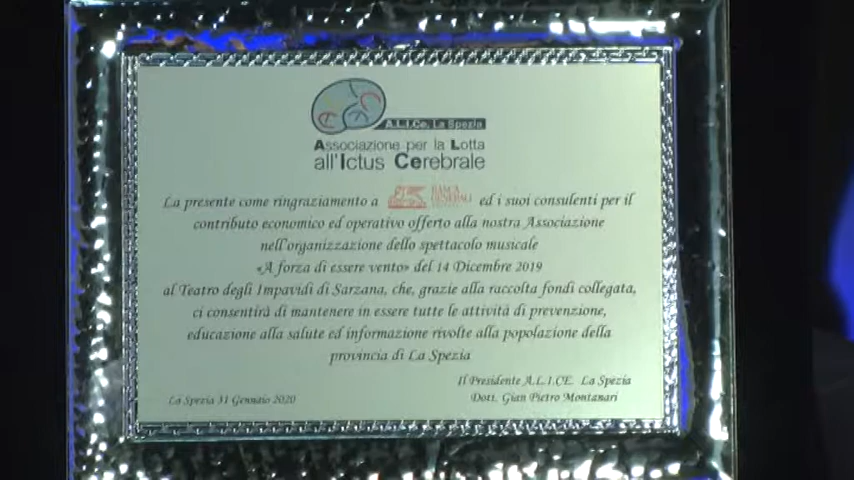 A.L.I.Ce. La Spezia
Associazione per la Lotta
all'Ictus Cerebrale
La presente come ringraziamento a BANCA GENERALI ed i suoi consulenti per il
contributo economico ed operativo offerto alla nostra Associazione
nell'organizzazione dello spettacolo musicale
«A forza di essere vento» del 14 Dicembre 2019
al Teatro degli Impavidi di Sarzana, che, grazie alla raccolta fondi collegata,
ci consentirà di mantenere in essere tutte le attività di prevenzione,
educazione alla salute ed informazione rivolte alla popolazione della
provincia di La Spezia
Il Presidente A.L.I.CE. La Spezia
La Spezia 31 Gennaio 2020
Dott. Gian Pietro Montanari